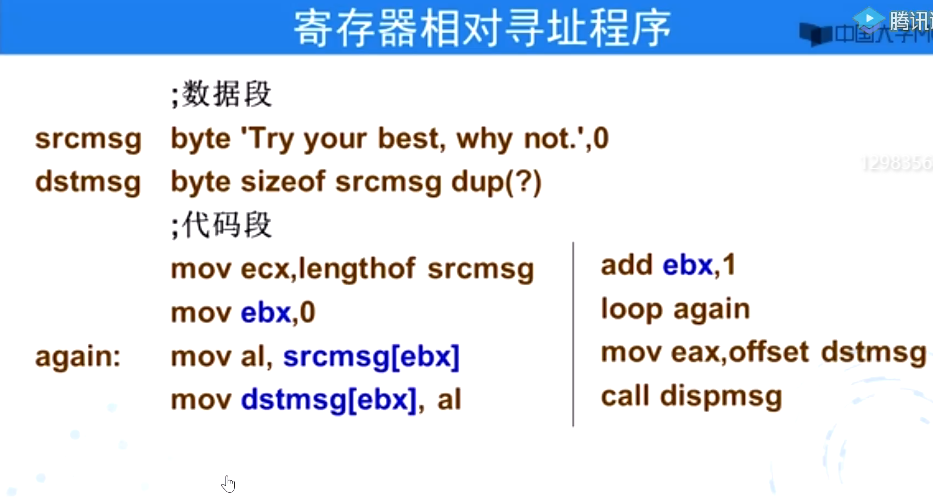 寄存器相对寻址程序
中国大学M
腾讯
1298356
;数据段
srcmsg byte 'Try your best, why not.',0
dstmsg byte sizeof srcmsg dup(?)
;代码段
mov ecx,lengthof srcmsg
mov ebx,0
again: mov al, srcmsg[ebx]
mov dstmsg[ebx], al
add ebx,1
loop again
mov eax,offset dstmsg
call dispmsg